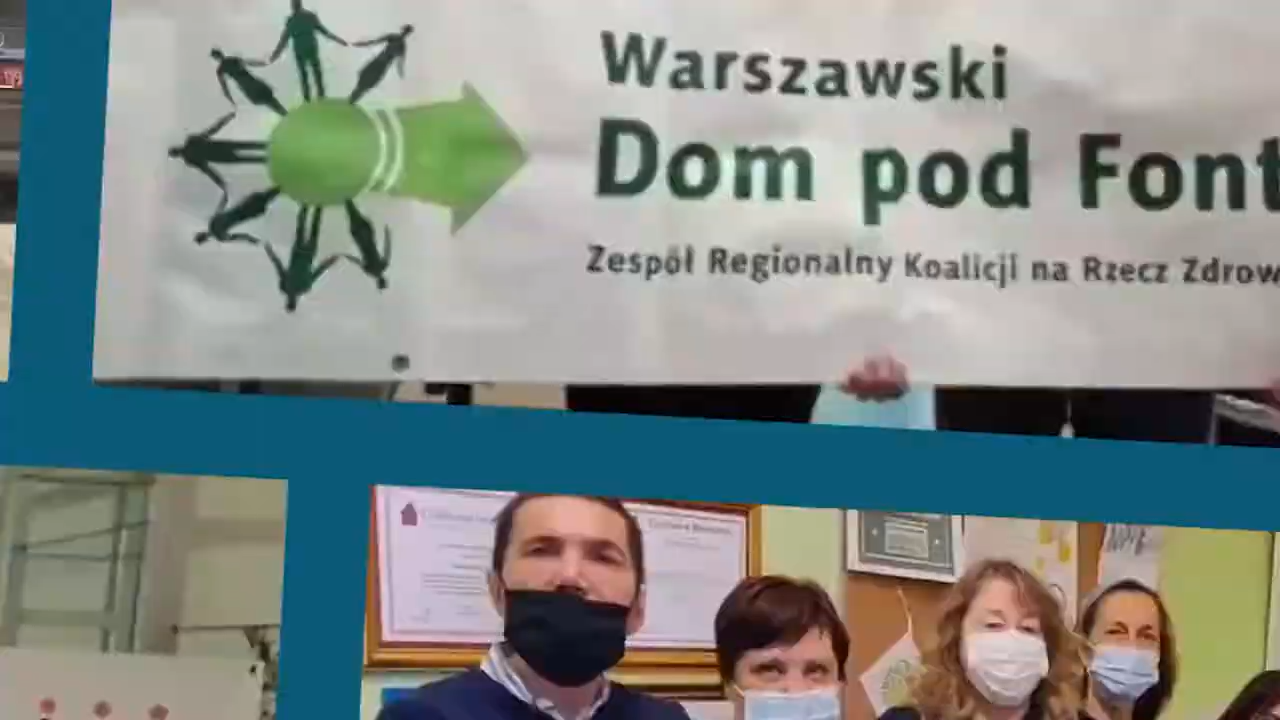 Warszawski
Dom pod Font
Zespół Regionalny Koalicji na Rzecz Zdrow